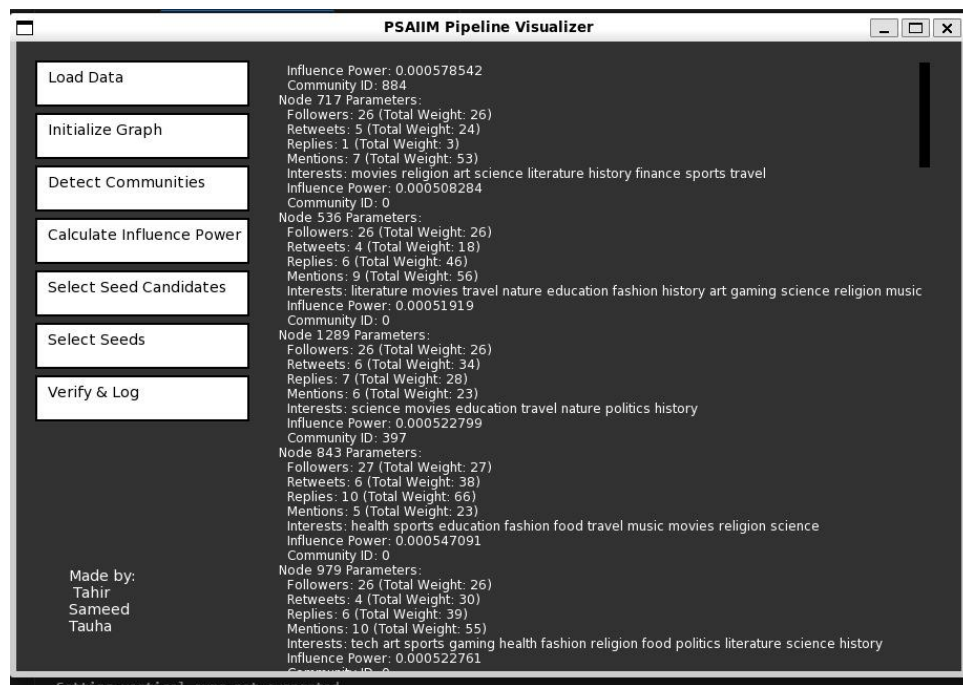 PSAIIM Pipeline Visualizer
Load Data
Initialize Graph
Detect Communities
Calculate Influence Power
Select Seed Candidates
Select Seeds
Verify & Log
Made by:
Tahir
Sameed
Tauha
Influence Power: 0.000578542
Community ID: 884
Node 717 Parameters:
Followers: 26 (Total Weight: 26)
Retweets: 5 (Total Weight: 24)
Replies: 1 (Total Weight: 3)
Mentions: 7 (Total Weight: 53)
Interests: movies religion art science literature history finance sports travel
Influence Power: 0.000508284
Community ID: 0
Node 536 Parameters:
Followers: 26 (Total Weight: 26)
Retweets: 4 (Total Weight: 18)
Replies: 6 (Total Weight: 46)
Mentions: 9 (Total Weight: 56)
Interests: literature movies travel nature education fashion history art gaming science religion music
Influence Power: 0.00051919
Community ID: 0
Node 1289 Parameters:
Followers: 26 (Total Weight: 26)
Retweets: 6 (Total Weight: 34)
Replies: 7 (Total Weight: 28)
Mentions: 6 (Total Weight: 23)
Interests: science movies education travel nature politics history
Influence Power: 0.000522799
Community ID: 397
Node 843 Parameters:
Followers: 27 (Total Weight: 27)
Retweets: 6 (Total Weight: 38)
Replies: 10 (Total Weight: 66)
Mentions: 5 (Total Weight: 23)
Interests: health sports education fashion food travel music movies religion science
Influence Power: 0.000547091
Community ID: 0
Node 979 Parameters:
Followers: 26 (Total Weight: 26)
Retweets: 4 (Total Weight: 30)
Replies: 6 (Total Weight: 39)
Mentions: 10 (Total Weight: 55)
Interests: tech art sports gaming health fashion religion food politics literature science history
Influence Power: 0.000522761